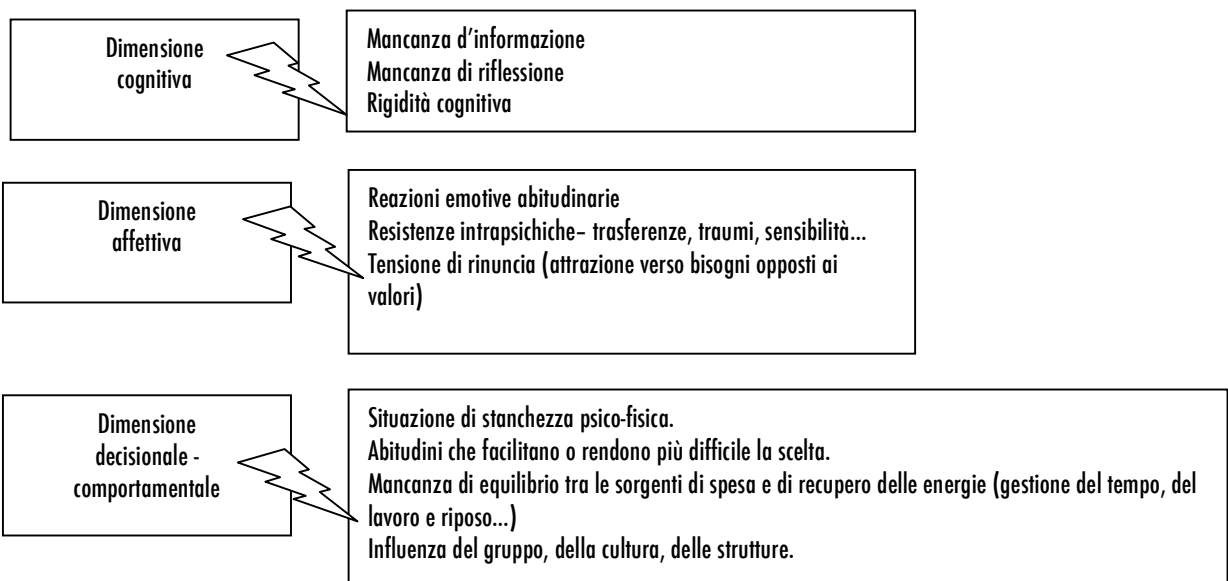 Dimensione
cognitiva
Mancanza d’informazione
Mancanza di riflessione
Rigidità cognitiva
Dimensione
affettiva
Reazioni emotive abitudinarie
Resistenze intrapsichiche– trasferenze, traumi, sensibilità...
Tensione di rinuncia (attrazione verso bisogni opposti ai
valori)
Dimensione
decisionale -
comportamentale
Situazione di stanchezza psico-fisica.
Abitudini che facilitano o rendono più difficile la scelta.
Mancanza di equilibrio tra le sorgenti di spesa e di recupero delle energie (gestione del tempo, del
lavoro e riposo...)
Influenza del gruppo, della cultura, delle strutture.